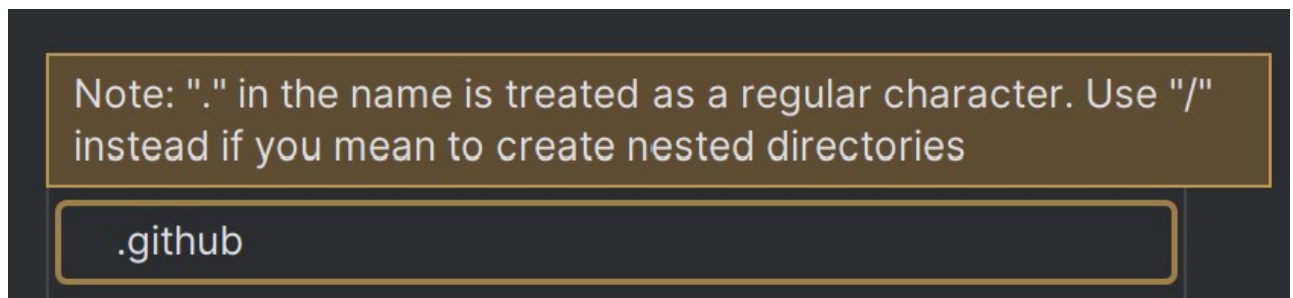 Note: "." in the name is treated as a regular character. Use "/"
instead if you mean to create nested directories
.github